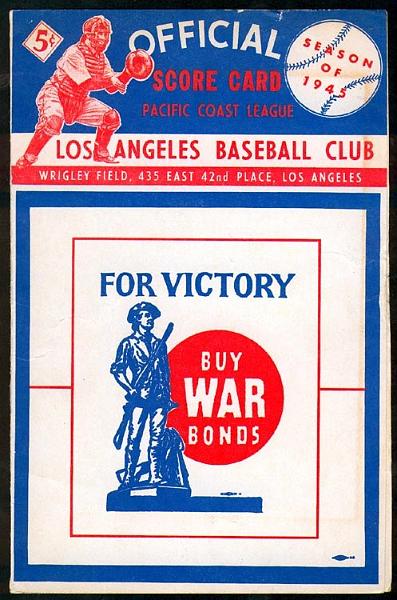 5¢
OFFICIAL
SCORE CARD
PACIFIC COAST LEAGUE
SEASON
OF
1943
LOS ANGELES BASEBALL CLUB
WRIGLEY FIELD, 435 EAST 42nd PLACE, LOS ANGELES
FOR VICTORY
BUY
WAR
BONDS